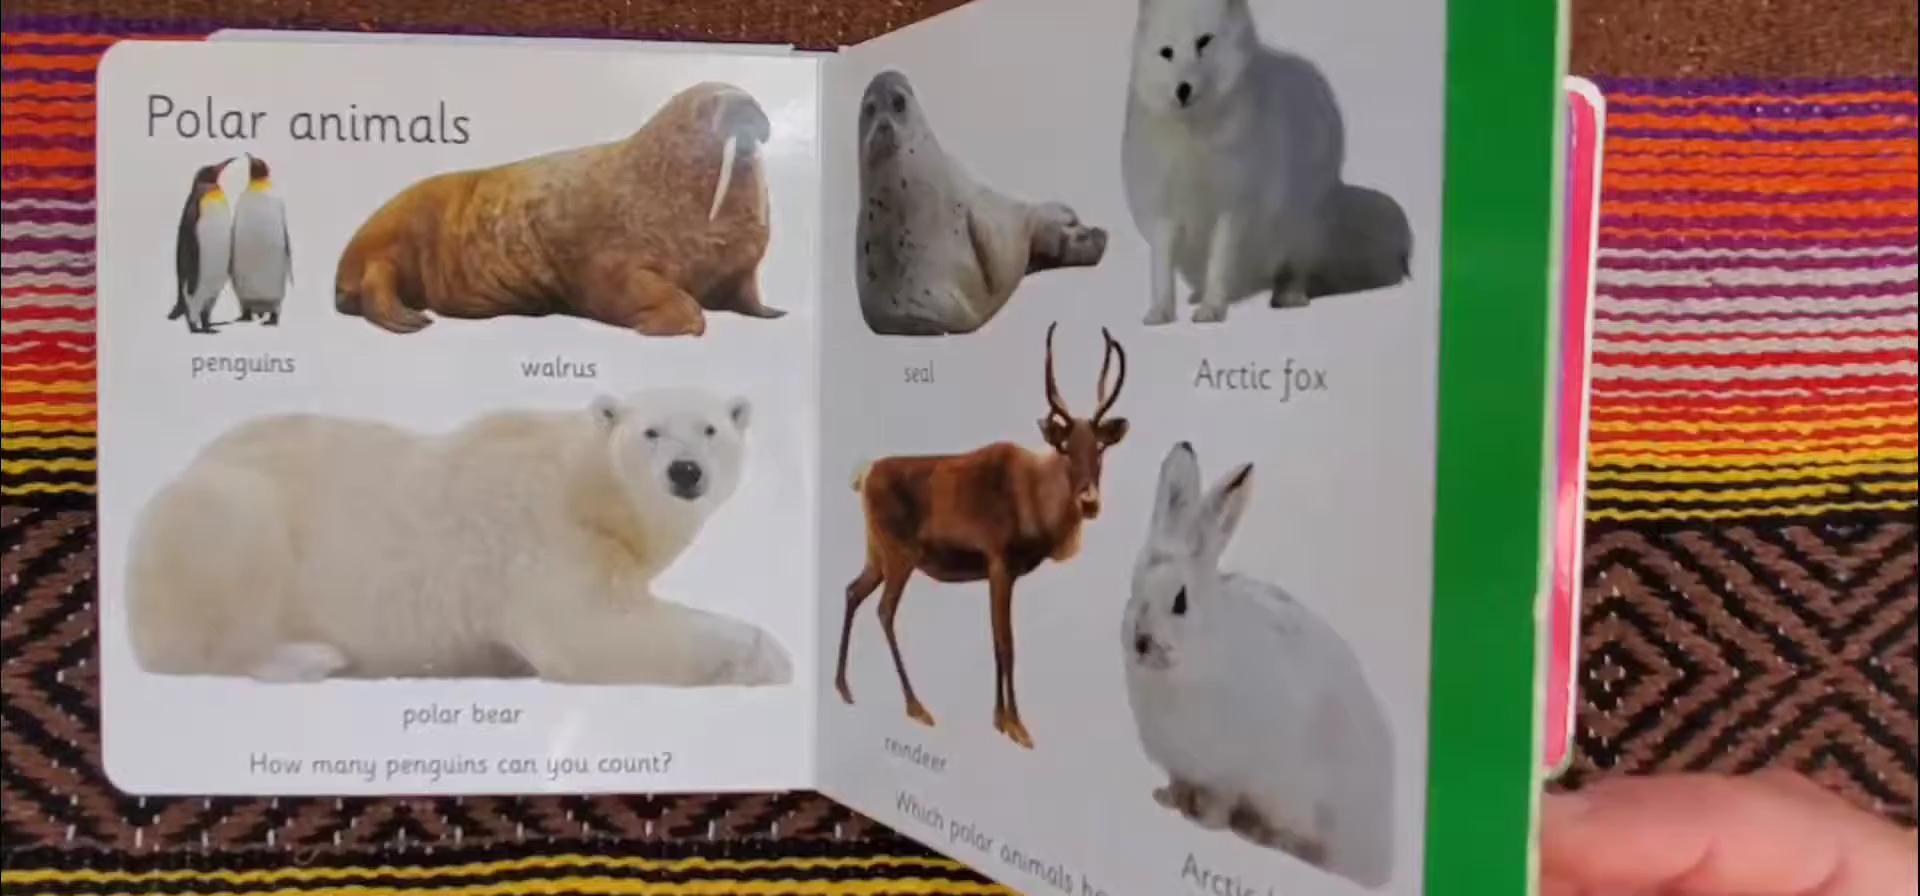 Polar animals
penguins
walrus
polar bear
How many penguins can you count?
seal
Arctic fox
reindeer
Arctic
Which polar animals